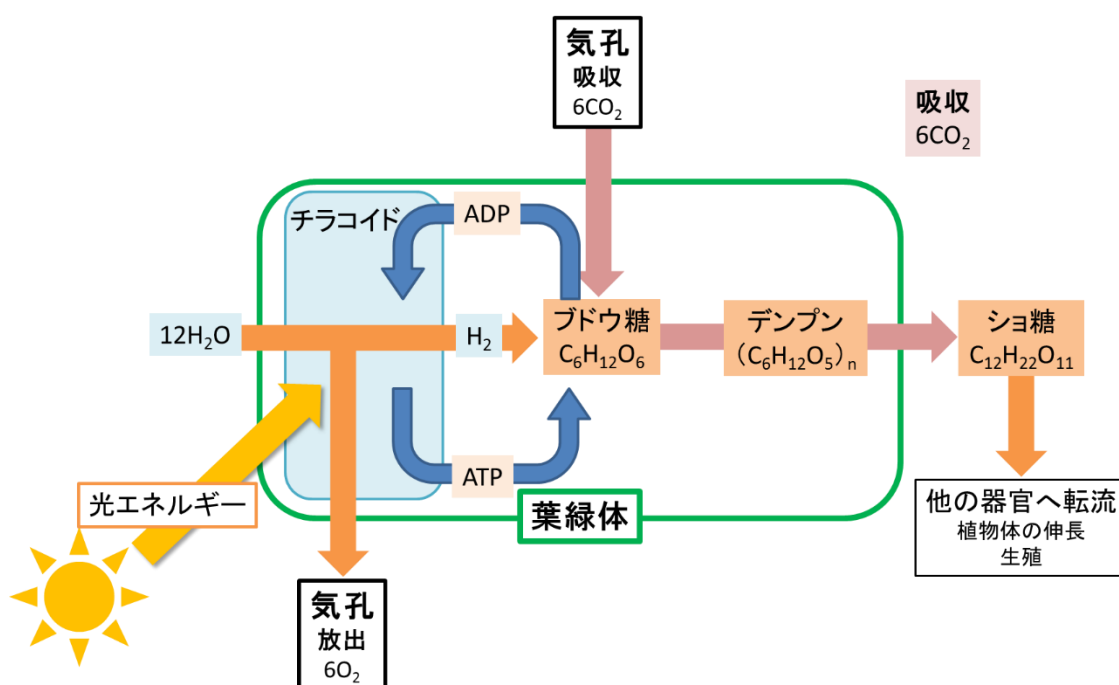 気孔
吸収
6CO₂
吸収
6CO₂
チラコイド
ADP
12H₂O
H₂
ブドウ糖
C₆H₁₂O₆
デンプン
(C₆H₁₂O₅)ₙ
ショ糖
C₁₂H₂₂O₁₁
ATP
光エネルギー
葉緑体
他の器官へ転流
植物体の伸長
生殖
気孔
放出
6O₂